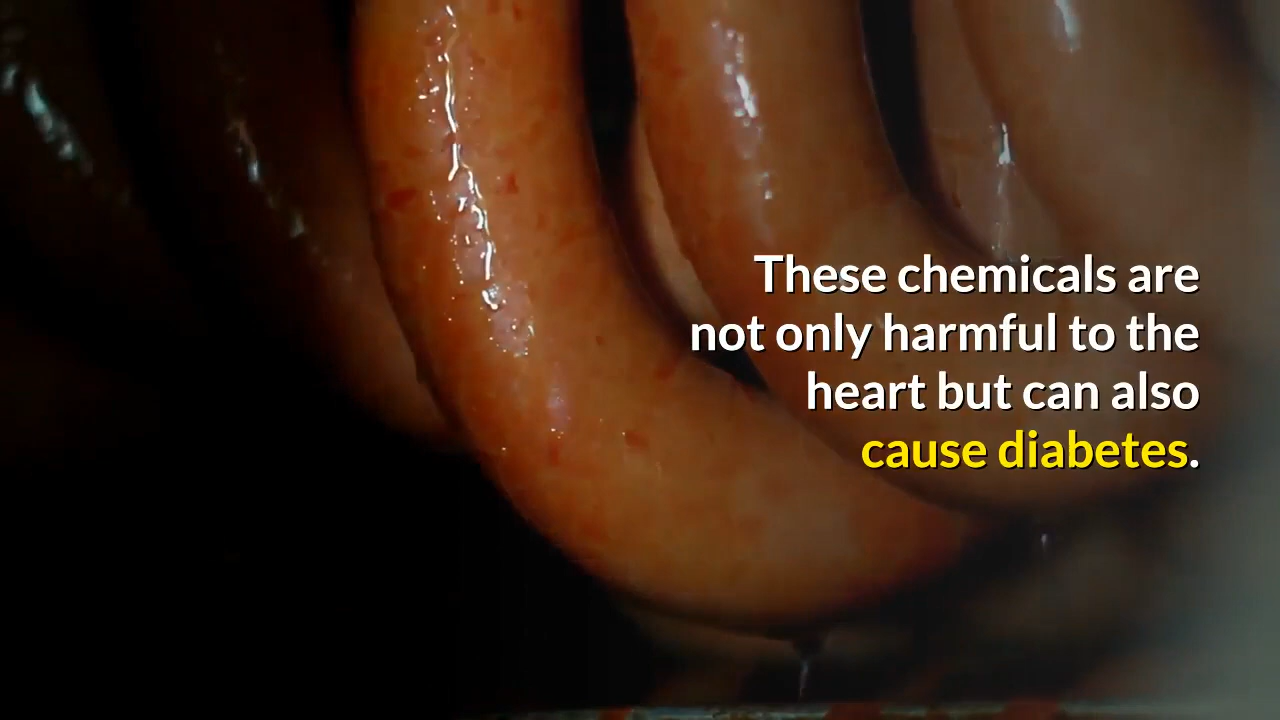 These chemicals are
not only harmful to the
heart but can also
cause diabetes.